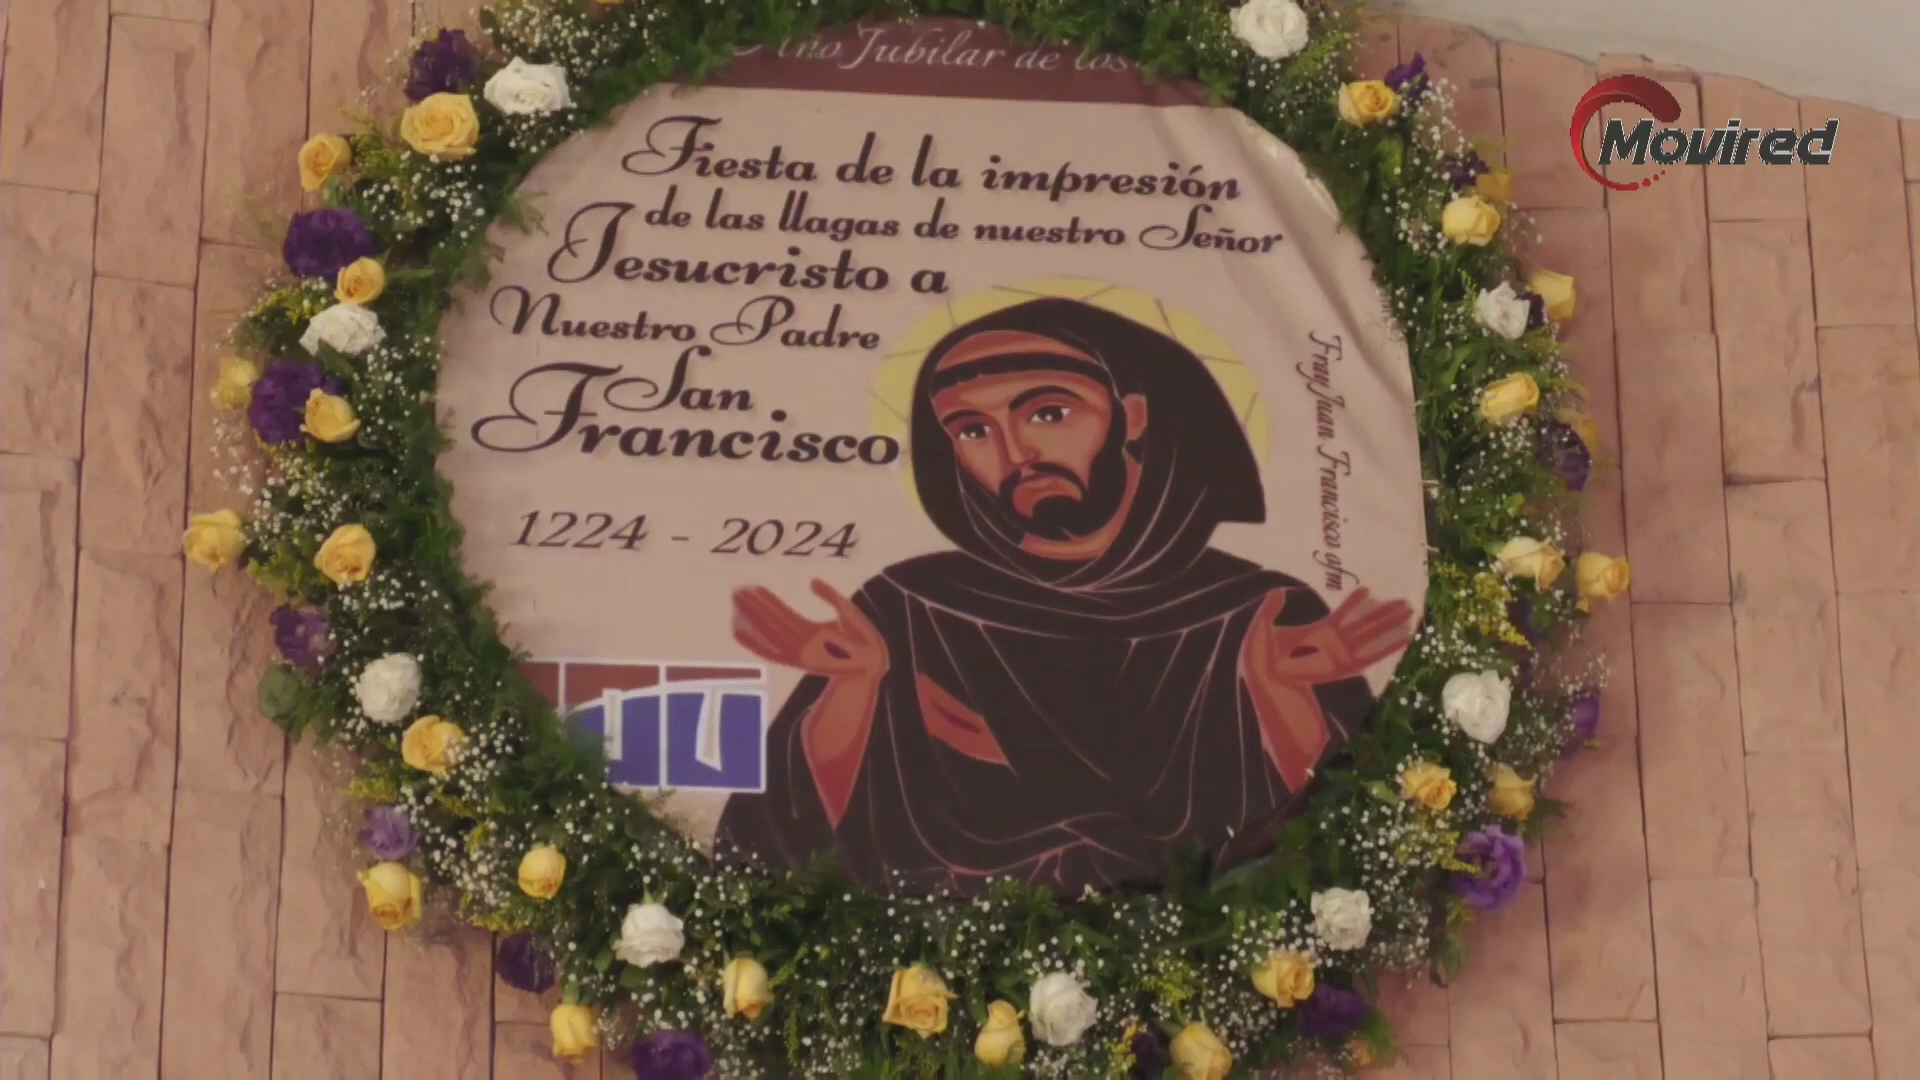 Año Jubilar de los
Fiesta de la impresión
de las llagas de nuestro Señor
Jesucristo a
Nuestro Padre
San
Francisco
1224 - 2024
Fray Juan Francisco ofm
Movired